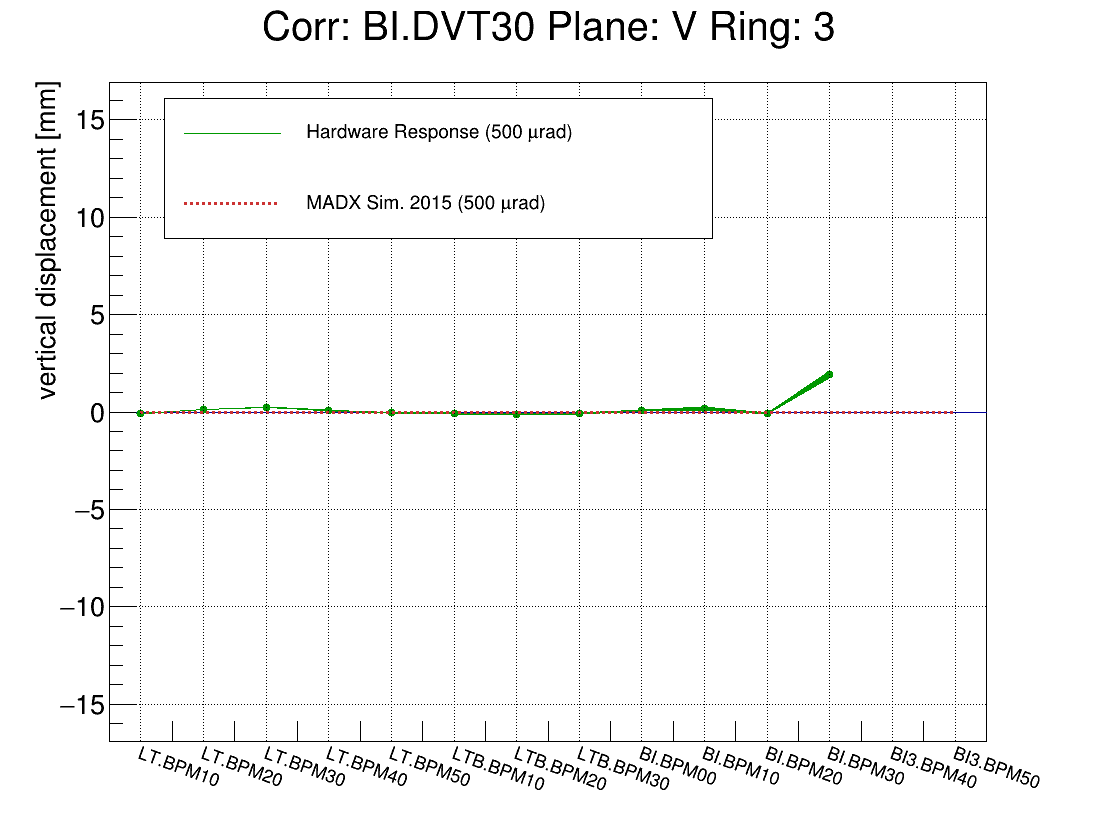 Corr: BI.DVT30 Plane: V Ring: 3
vertical displacement [mm]
15
10
5
0
−5
−10
−15
Hardware Response (500 μrad)
MADX Sim. 2015 (500 μrad)
LT.BPM10
LT.BPM20
LT.BPM30
LT.BPM40
LT.BPM50
LTB.BPM10
LTB.BPM20
LTB.BPM30
BI.BPM00
BI.BPM10
BI.BPM20
BI.BPM30
BI3.BPM40
BI3.BPM50